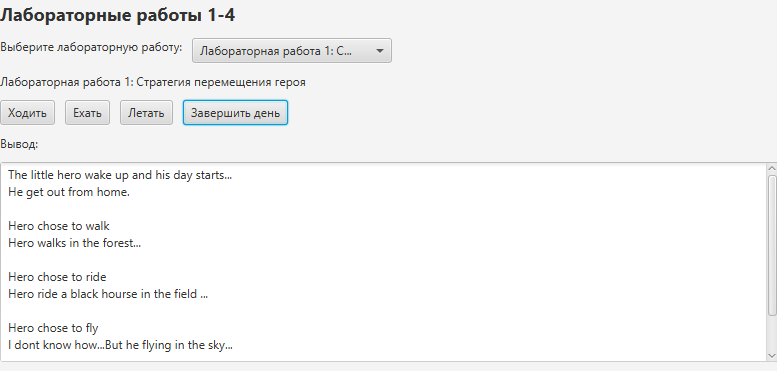 Лабораторные работы 1-4
Выберите лабораторную работу: Лабораторная работа 1: С...
Лабораторная работа 1: Стратегия перемещения героя
Ходить Ехать Летать Завершить день
Вывод:
The little hero wake up and his day starts...
He get out from home.
Hero chose to walk
Hero walks in the forest...
Hero chose to ride
Hero ride a black hourse in the field ...
Hero chose to fly
I dont know how...But he flying in the sky...